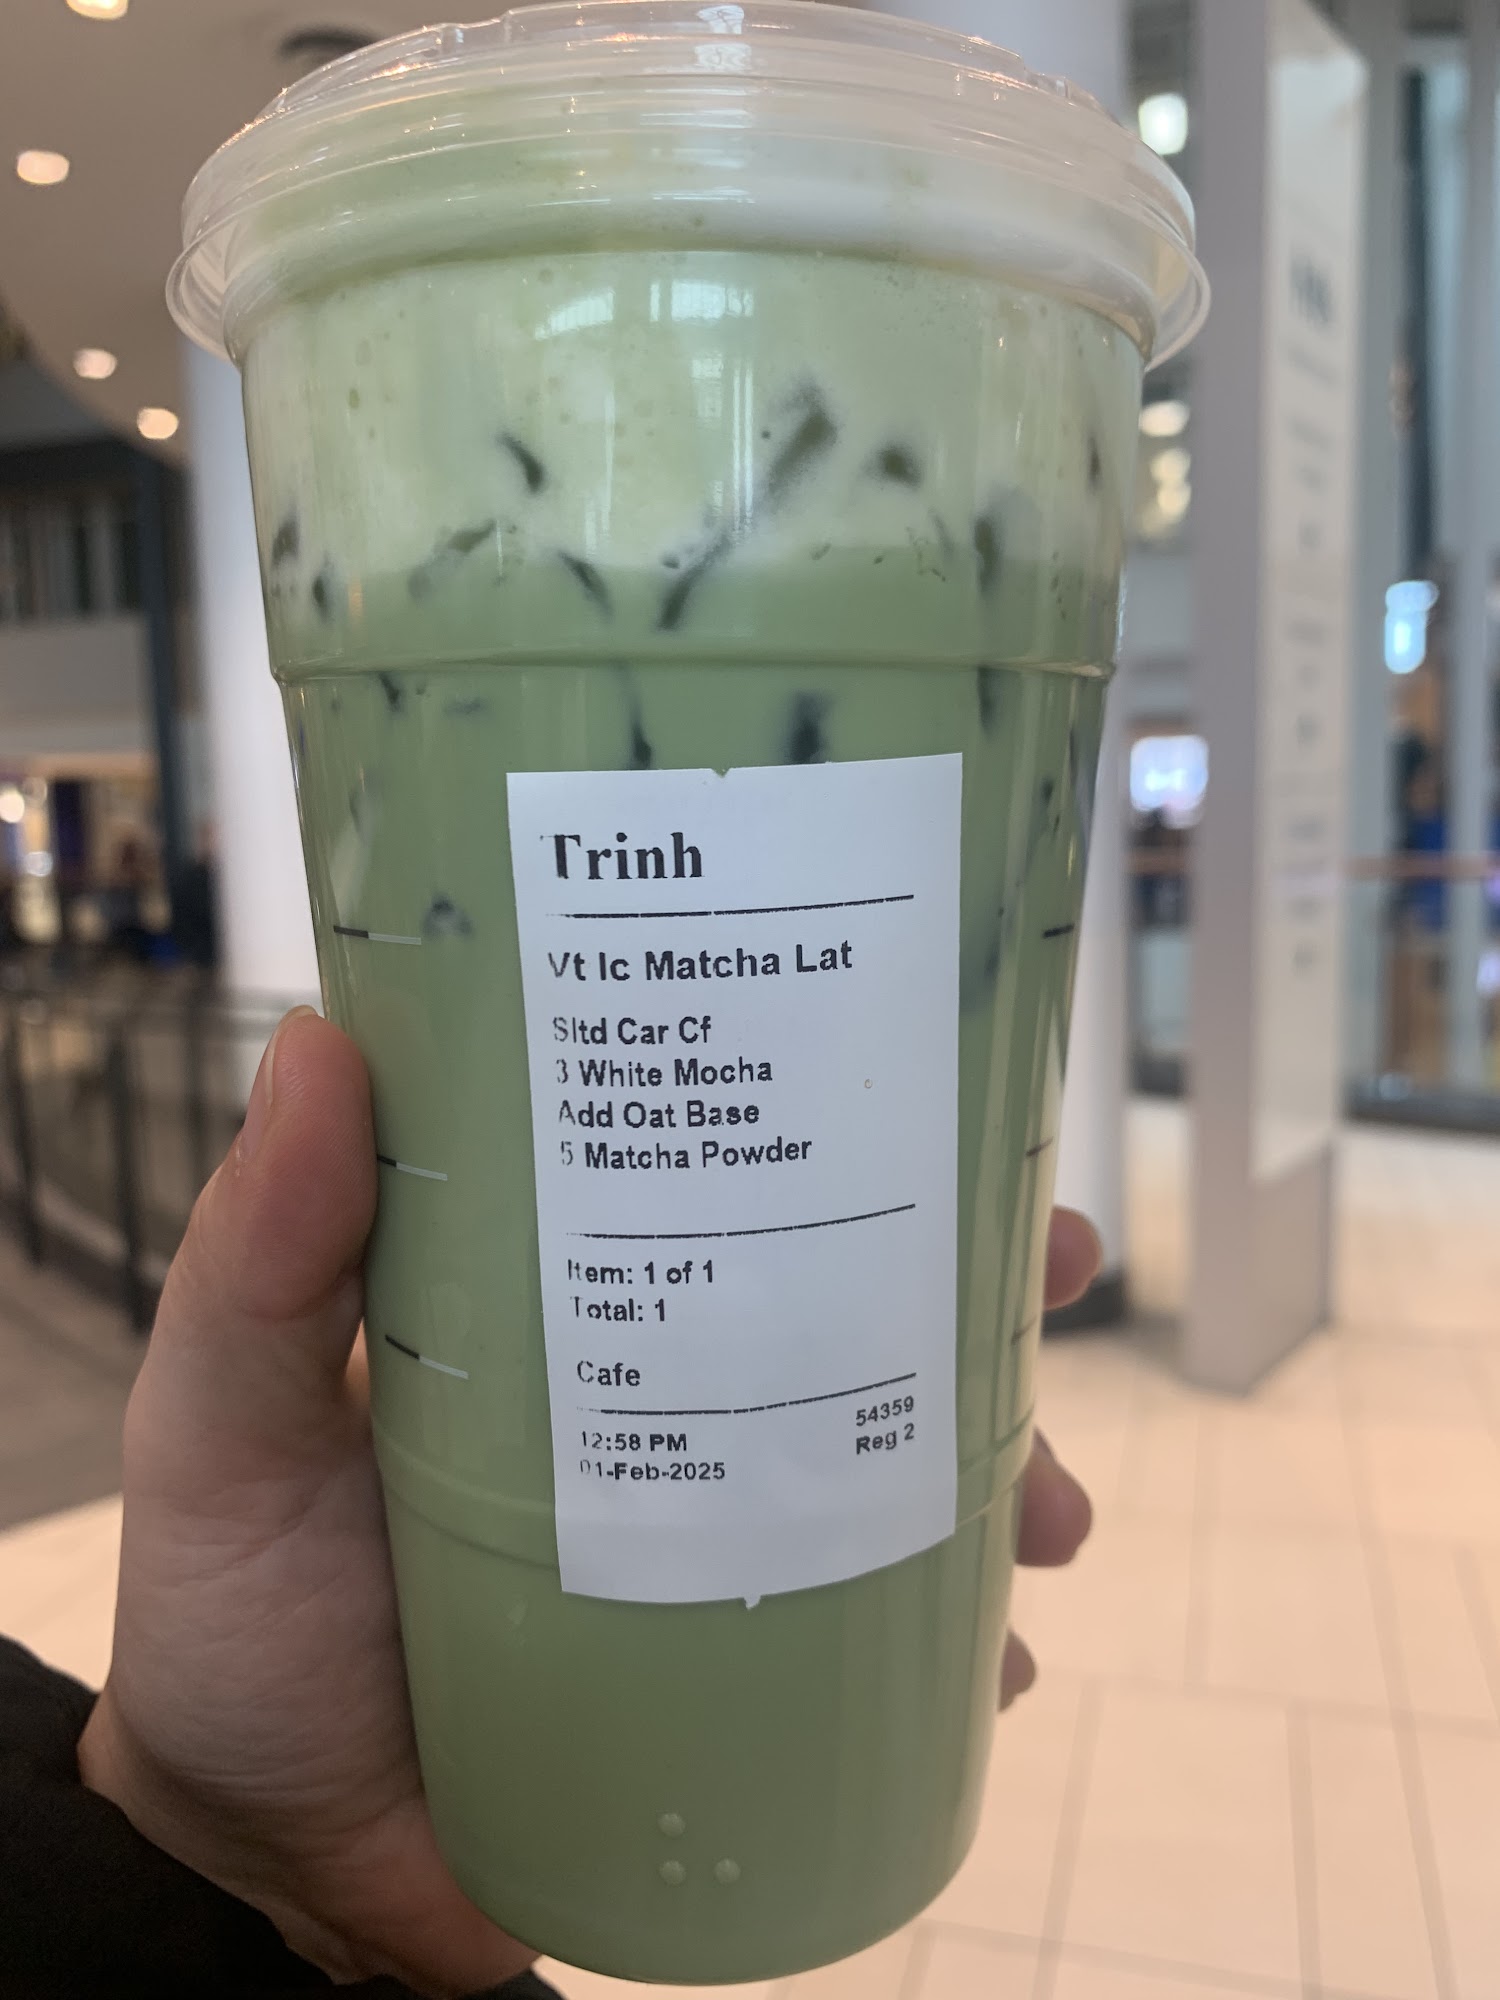 Trinh
Vt Ic Matcha Lat
Sltd Car Cf
3 White Mocha
Add Oat Base
5 Matcha Powder
Item: 1 of 1
Total: 1
Cafe
12:58 PM
01-Feb-2025
54359
Reg 2